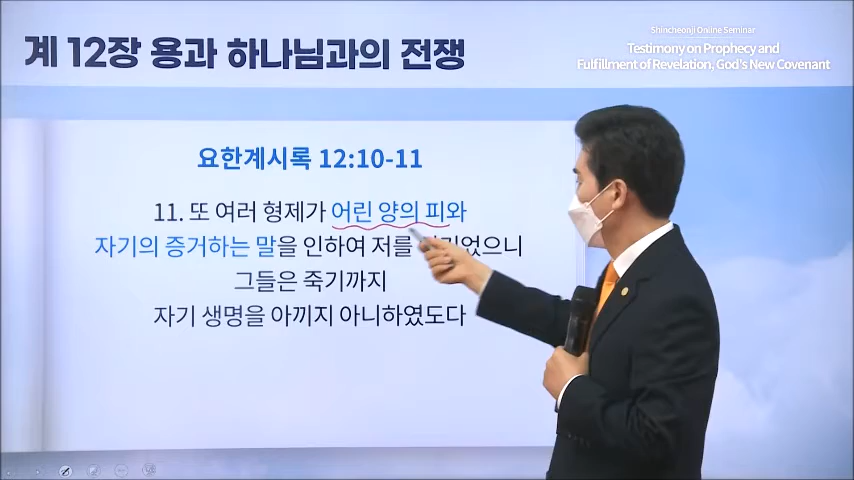 계 12장 용과 하나님과의 전쟁
Shincheonji Online Seminar
Testimony on Prophecy and
Fulfillment of Revelation, God's New Covenant
요한계시록 12:10-11
11. 또 여러 형제가 어린 양의 피와
자기의 증거하는 말을 인하여 저를 었으니
그들은 죽기까지
자기 생명을 아끼지 아니하였도다